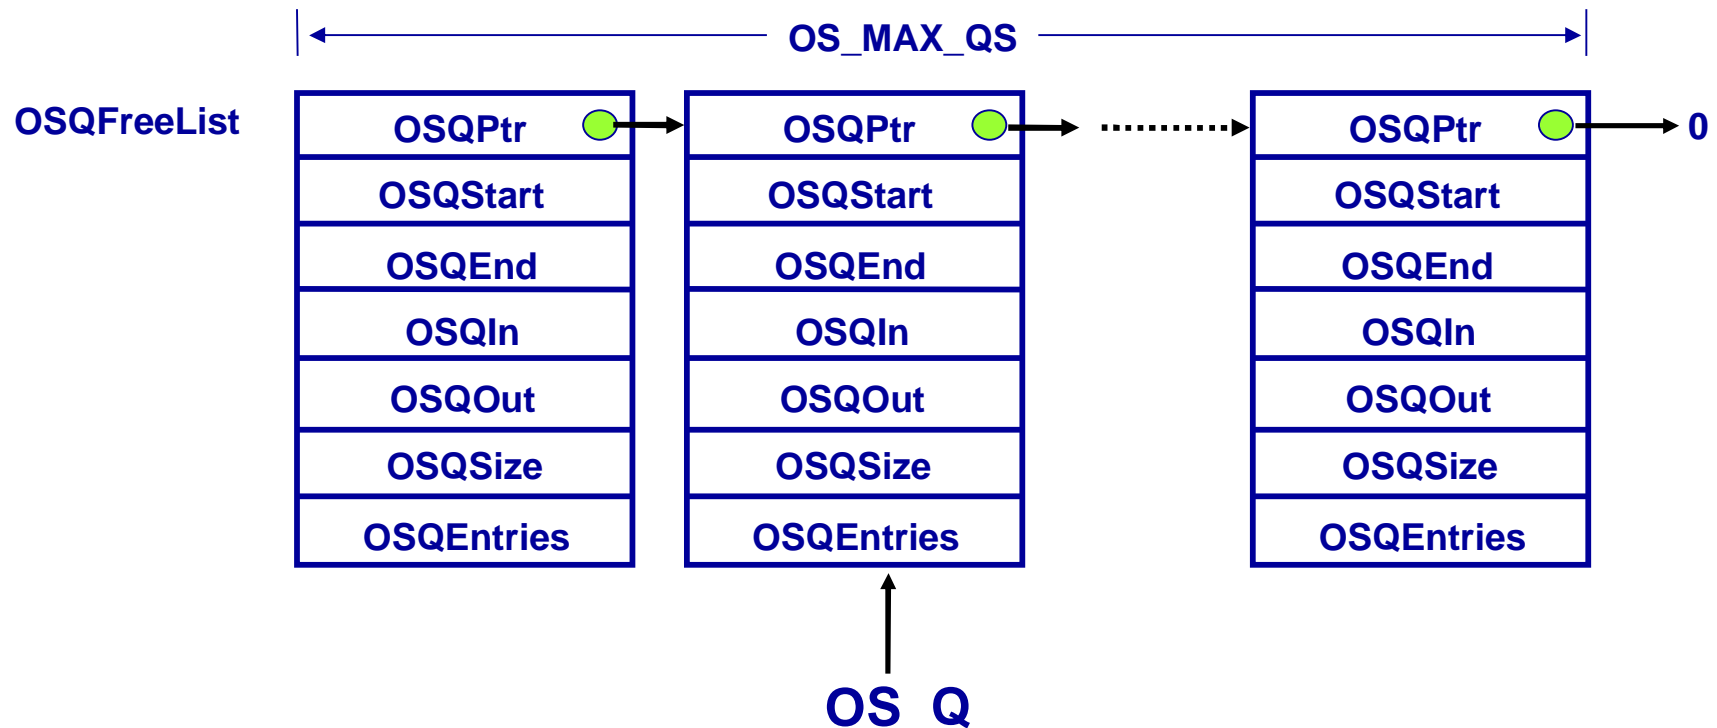 OS_MAX_QS
OSQFreeList
OSQPtr OSQPtr OSQPtr 0
OSQStart OSQStart OSQStart
OSQEnd OSQEnd OSQEnd
OSQIn OSQIn OSQIn
OSQOut OSQOut OSQOut
OSQSize OSQSize OSQSize
OSQEntries OSQEntries OSQEntries
OS Q